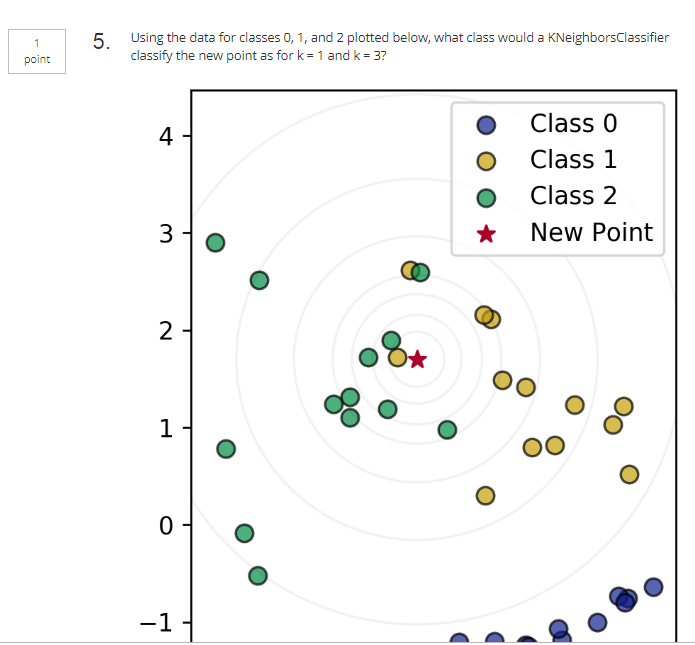 1
point
5.
Using the data for classes 0, 1, and 2 plotted below, what class would a KNeighborsClassifier
classify the new point as for k = 1 and k = 3?
Class 0
Class 1
Class 2
New Point
4
3
2
1
0
−1